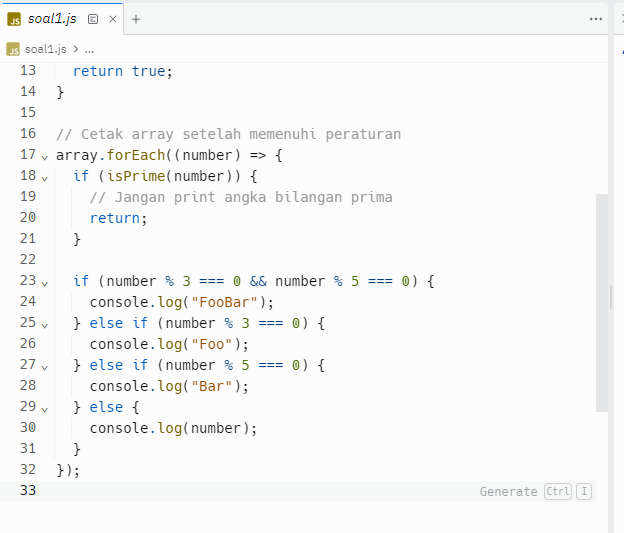 JS soal1.js × +
JS soal1.js > ...
13 return true;
14 }
15
16 // Cetak array setelah memenuhi peraturan
17 array.forEach((number) => {
18 if (isPrime(number)) {
19 // Jangan print angka bilangan prima
20 return;
21 }
22
23 if (number % 3 === 0 && number % 5 === 0) {
24 console.log("FooBar");
25 } else if (number % 3 === 0) {
26 console.log("Foo");
27 } else if (number % 5 === 0) {
28 console.log("Bar");
29 } else {
30 console.log(number);
31 }
32 });
33 Generate Ctrl I